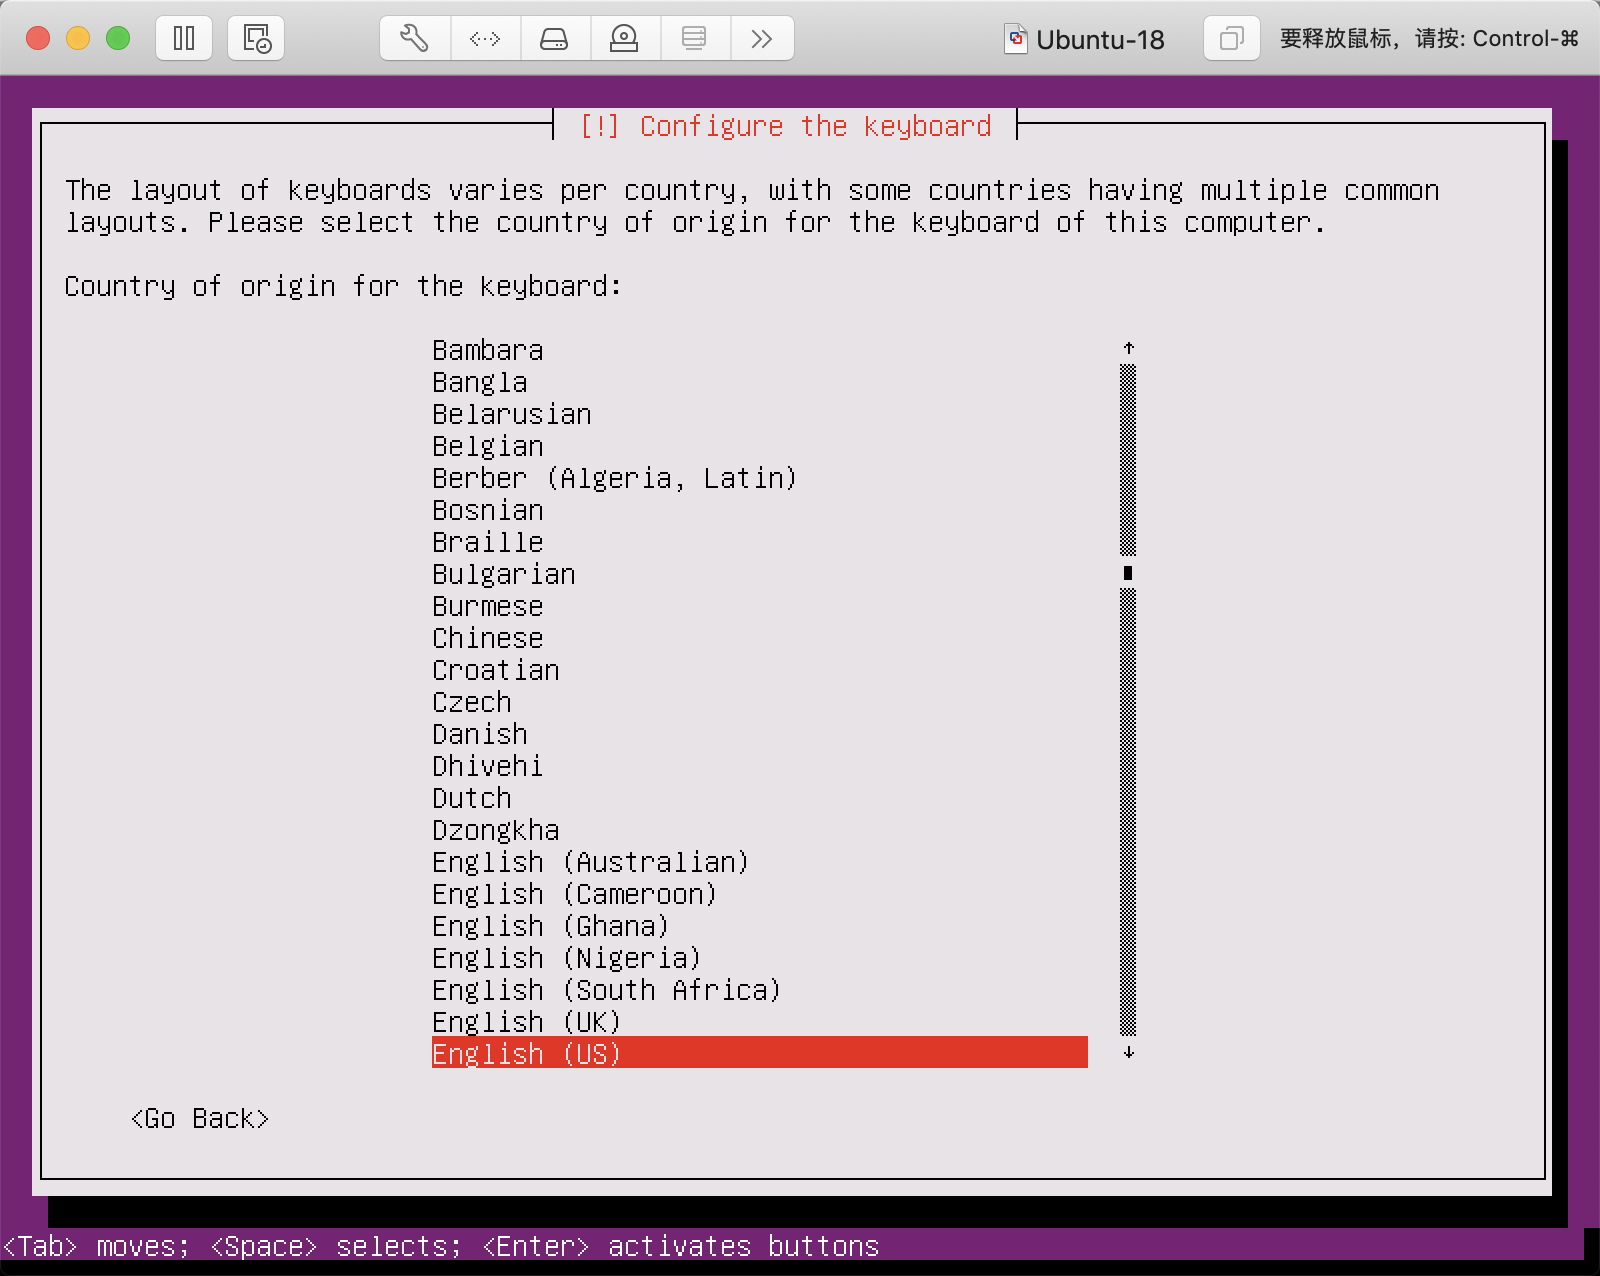 Ubuntu-18
要释放鼠标，请按: Control-⌘
[!] Configure the keyboard
The layout of keyboards varies per country, with some countries having multiple common
layouts. Please select the country of origin for the keyboard of this computer.
Country of origin for the keyboard:
Bambara
Bangla
Belarusian
Belgian
Berber (Algeria, Latin)
Bosnian
Braille
Bulgarian
Burmese
Chinese
Croatian
Czech
Danish
Dhivehi
Dutch
Dzongkha
English (Australian)
English (Cameroon)
English (Ghana)
English (Nigeria)
English (South Africa)
English (UK)
English (US)
<Go Back>
<Tab> moves; <Space> selects; <Enter> activates buttons